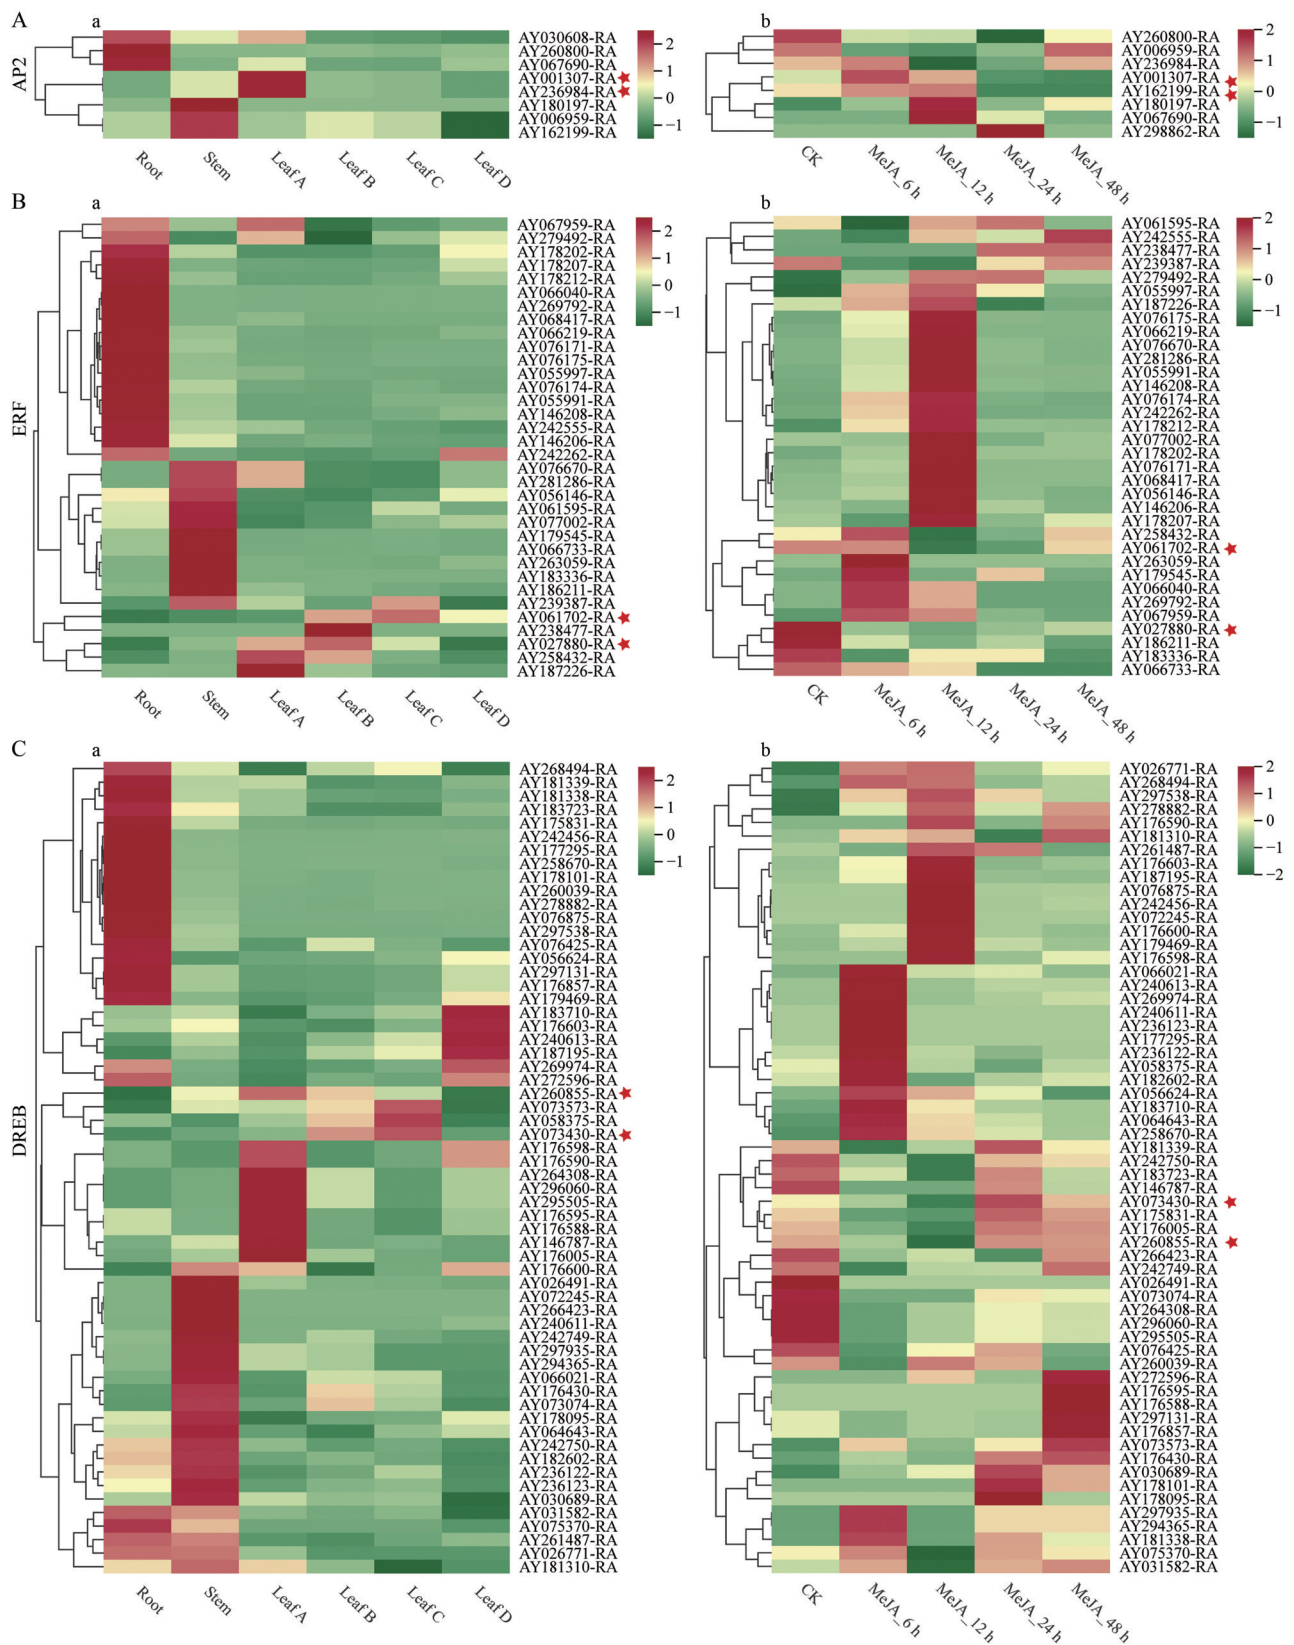 A
a
AP2
AY030608-RA
AY260800-RA
AY067690-RA
AY001307-RA
AY236984-RA
AY180197-RA
AY006959-RA
AY162199-RA
2
1
0
−1
Root
Stem
Leaf A
Leaf B
Leaf C
Leaf D
b
AY260800-RA
AY006959-RA
AY236984-RA
AY001307-RA
AY162199-RA
AY180197-RA
AY067690-RA
AY298862-RA
2
1
0
−1
CK
MeJA_6 h
MeJA_12 h
MeJA_24 h
MeJA_48 h
B
a
ERF
AY067959-RA
AY279492-RA
AY178202-RA
AY178207-RA
AY178212-RA
AY066040-RA
AY269792-RA
AY068417-RA
AY066219-RA
AY076171-RA
AY076175-RA
AY055997-RA
AY076174-RA
AY055991-RA
AY146208-RA
AY242555-RA
AY146206-RA
AY242262-RA
AY076670-RA
AY281286-RA
AY056146-RA
AY061595-RA
AY077002-RA
AY179545-RA
AY066733-RA
AY263059-RA
AY183336-RA
AY186211-RA
AY239387-RA
AY061702-RA
AY238477-RA
AY027880-RA
AY258432-RA
AY187226-RA
2
1
0
−1
Root
Stem
Leaf A
Leaf B
Leaf C
Leaf D
b
AY061595-RA
AY242555-RA
AY238477-RA
AY239387-RA
AY279492-RA
AY055997-RA
AY187226-RA
AY076175-RA
AY066219-RA
AY076670-RA
AY281286-RA
AY055991-RA
AY146208-RA
AY076174-RA
AY242262-RA
AY178212-RA
AY077002-RA
AY178202-RA
AY076171-RA
AY068417-RA
AY056146-RA
AY146206-RA
AY178207-RA
AY258432-RA
AY061702-RA
AY263059-RA
AY179545-RA
AY066040-RA
AY269792-RA
AY067959-RA
AY027880-RA
AY186211-RA
AY183336-RA
AY066733-RA
2
1
0
−1
CK
MeJA_6 h
MeJA_12 h
MeJA_24 h
MeJA_48 h
C
a
DREB
AY268494-RA
AY181339-RA
AY181338-RA
AY183723-RA
AY175831-RA
AY242456-RA
AY177295-RA
AY258670-RA
AY178101-RA
AY260039-RA
AY278882-RA
AY076875-RA
AY297538-RA
AY076425-RA
AY056624-RA
AY297131-RA
AY176857-RA
AY179469-RA
AY183710-RA
AY176603-RA
AY240613-RA
AY187195-RA
AY269974-RA
AY272596-RA
AY260855-RA
AY073573-RA
AY058375-RA
AY073430-RA
AY176598-RA
AY176590-RA
AY264308-RA
AY296060-RA
AY295505-RA
AY176595-RA
AY176588-RA
AY146787-RA
AY176005-RA
AY176600-RA
AY026491-RA
AY072245-RA
AY266423-RA
AY240611-RA
AY242749-RA
AY297935-RA
AY294365-RA
AY066021-RA
AY176430-RA
AY073074-RA
AY178095-RA
AY064643-RA
AY242750-RA
AY182602-RA
AY236122-RA
AY236123-RA
AY030689-RA
AY031582-RA
AY075370-RA
AY261487-RA
AY026771-RA
AY181310-RA
2
1
0
−1
Root
Stem
Leaf A
Leaf B
Leaf C
Leaf D
b
AY026771-RA
AY268494-RA
AY297538-RA
AY278882-RA
AY176590-RA
AY181310-RA
AY261487-RA
AY176603-RA
AY187195-RA
AY076875-RA
AY242456-RA
AY072245-RA
AY176600-RA
AY179469-RA
AY176598-RA
AY066021-RA
AY240613-RA
AY269974-RA
AY240611-RA
AY236123-RA
AY177295-RA
AY236122-RA
AY058375-RA
AY182602-RA
AY056624-RA
AY183710-RA
AY064643-RA
AY258670-RA
AY181339-RA
AY242750-RA
AY183723-RA
AY146787-RA
AY073430-RA
AY175831-RA
AY176005-RA
AY260855-RA
AY266423-RA
AY242749-RA
AY026491-RA
AY073074-RA
AY264308-RA
AY296060-RA
AY295505-RA
AY076425-RA
AY260039-RA
AY272596-RA
AY176595-RA
AY176588-RA
AY297131-RA
AY176857-RA
AY073573-RA
AY176430-RA
AY030689-RA
AY178101-RA
AY178095-RA
AY297935-RA
AY294365-RA
AY181338-RA
AY075370-RA
AY031582-RA
2
1
0
−1
−2
CK
MeJA_6 h
MeJA_12 h
MeJA_24 h
MeJA_48 h